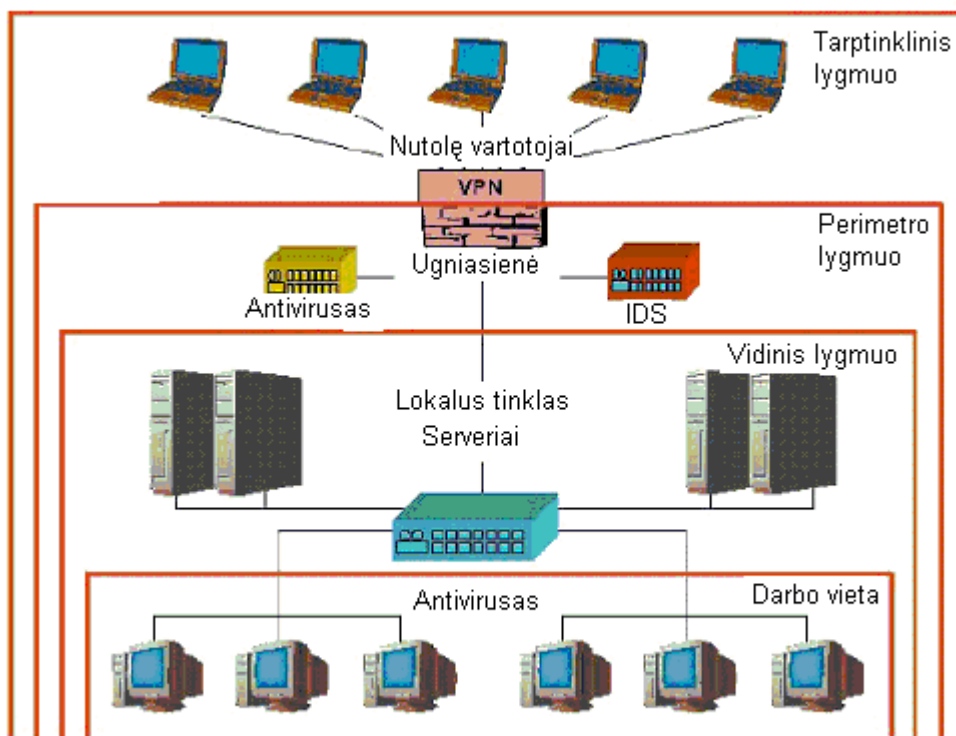 Tarptinklinis
lygmuo
Nutolę vartotojai
VPN
Perimetro
lygmuo
Ugniasienė
Antivirusas
IDS
Vidinis lygmuo
Lokalus tinklas
Serveriai
Antivirusas
Darbo vieta